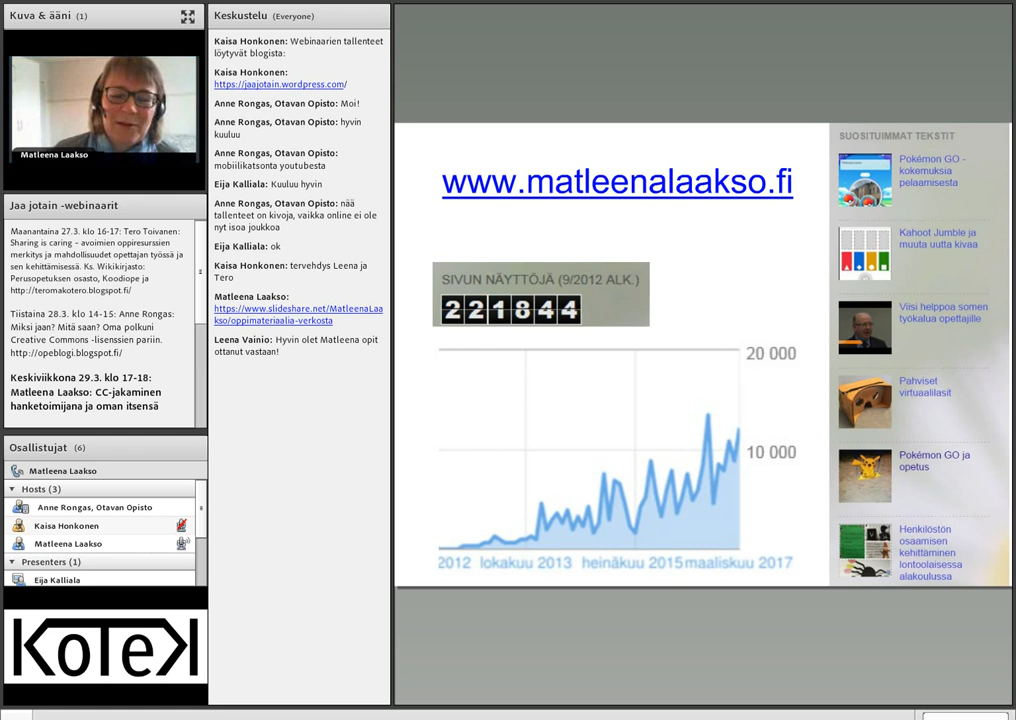 Kuva & ääni (1)
Matleena Laakso
Jaa jotain -webinaarit
Maanantaina 27.3. klo 16-17: Tero Toivanen:
Sharing is caring – avoimien oppiresurssien
merkitys ja mahdollisuudet opettajan työssä ja
sen kehittämisessä. Ks. Wikikirjasto:
Perusopetuksen osasto, Koodiope ja
http://teromakotero.blogspot.fi/
Tiistaina 28.3. klo 14-15: Anne Rongas:
Miksi jaan? Mitä saan? Oma polkuni
Creative Commons -lisenssien pariin.
http://opeblogi.blogspot.fi/
Keskiviikkona 29.3. klo 17-18:
Matleena Laakso: CC-jakaminen
hanketoimijana ja oman itsensä
Osallistujat (6)
Matleena Laakso
Hosts (3)
Anne Rongas, Otavan Opisto
Kaisa Honkonen
Matleena Laakso
Presenters (1)
Eija Kalliala
KoTeK
Keskustelu (Everyone)
Kaisa Honkonen: Webinaarien tallenteet
löytyvät blogista:
Kaisa Honkonen:
https://jaajotain.wordpress.com/
Anne Rongas, Otavan Opisto: Moi!
Anne Rongas, Otavan Opisto: hyvin
kuuluu
Anne Rongas, Otavan Opisto:
mobiilikatsonta youtubesta
Eija Kalliala: Kuuluu hyvin
Anne Rongas, Otavan Opisto: nää
tallenteet on kivoja, vaikka online ei ole
nyt isoa joukkoa
Eija Kalliala: ok
Kaisa Honkonen: tervehdys Leena ja
Tero
Matleena Laakso:
https://www.slideshare.net/MatleenaLaa
kso/oppimateriaalia-verkosta
Leena Vainio: Hyvin olet Matleena opit
ottanut vastaan!
www.matleenalaakso.fi
SIVUN NÄYTTÖJÄ (9/2012 ALK.)
221844
20 000
10 000
2012 lokakuu 2013 heinäkuu 2015 maaliskuu 2017
SUOSITUIMMAT TEKSTIT
Pokémon GO -
kokemuksia
pelaamisesta
Kahoot Jumble ja
muuta uutta kivaa
Viisi helppoa somen
työkalua opettajille
Pahviset
virtuaalilasit
Pokémon GO ja
opetus
Henkilöstön
osaamisen
kehittäminen
lontoolaisessa
alakoulussa